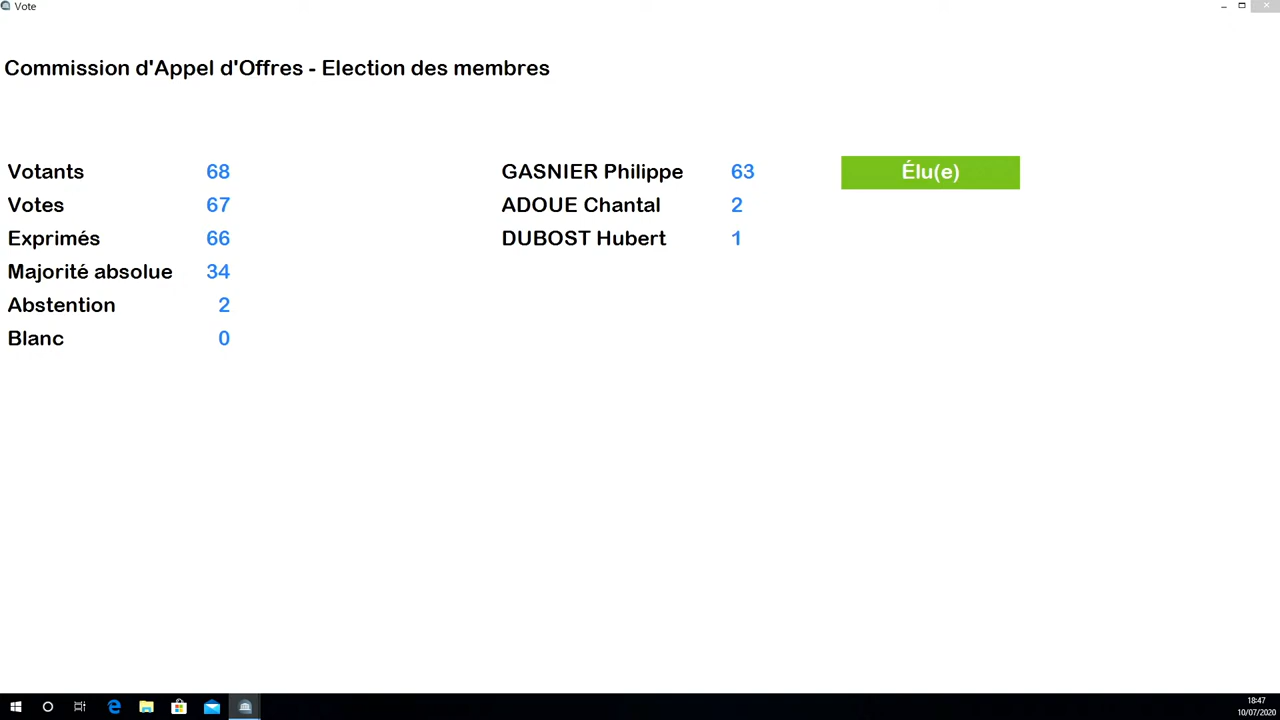 Vote
Commission d'Appel d'Offres - Election des membres
Votants 68
Votes 67
Exprimés 66
Majorité absolue 34
Abstention 2
Blanc 0
GASNIER Philippe 63 Élu(e)
ADOUE Chantal 2
DUBOST Hubert 1
18:47
10/07/2020